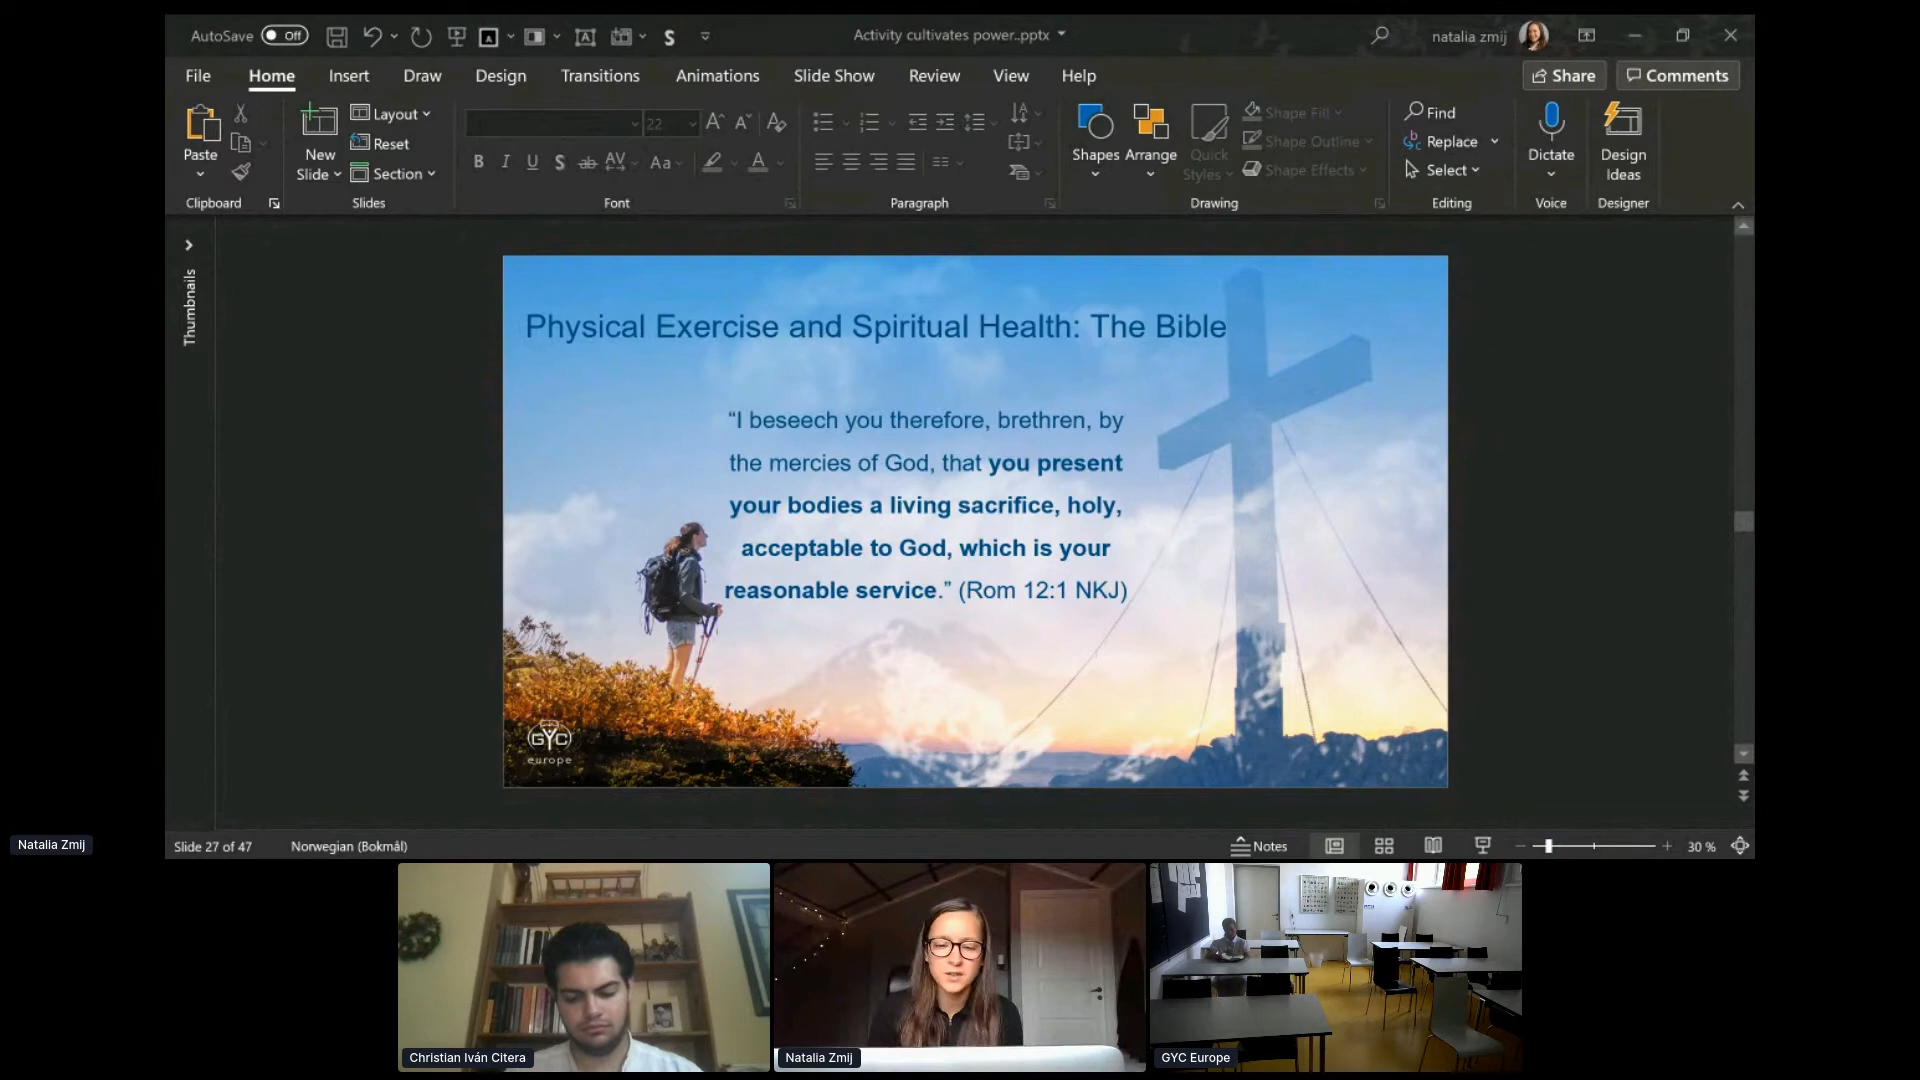 AutoSave Off
Activity cultivates power..pptx
natalia zmij
File Home Insert Draw Design Transitions Animations Slide Show Review View Help
Share Comments
Paste
Clipboard
New
Slide
Layout
Reset
Section
Slides
22
Font
Paragraph
Shapes
Arrange
Quick
Styles
Shape Fill
Shape Outline
Shape Effects
Drawing
Find
Replace
Select
Editing
Dictate
Voice
Design
Ideas
Designer
Thumbnails
Physical Exercise and Spiritual Health: The Bible
“I beseech you therefore, brethren, by
the mercies of God, that you present
your bodies a living sacrifice, holy,
acceptable to God, which is your
reasonable service.” (Rom 12:1 NKJ)
GYC
europe
Natalia Zmij
Slide 27 of 47
Norwegian (Bokmål)
Notes
30 %
Christian Iván Citera
Natalia Zmij
GYC Europe